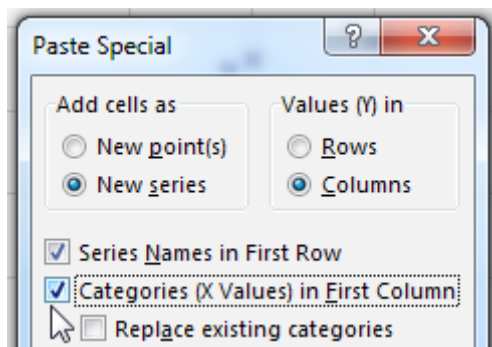 Paste Special
Add cells as
Values (Y) in
New point(s)
Rows
New series
Columns
Series Names in First Row
Categories (X Values) in First Column
Replace existing categories